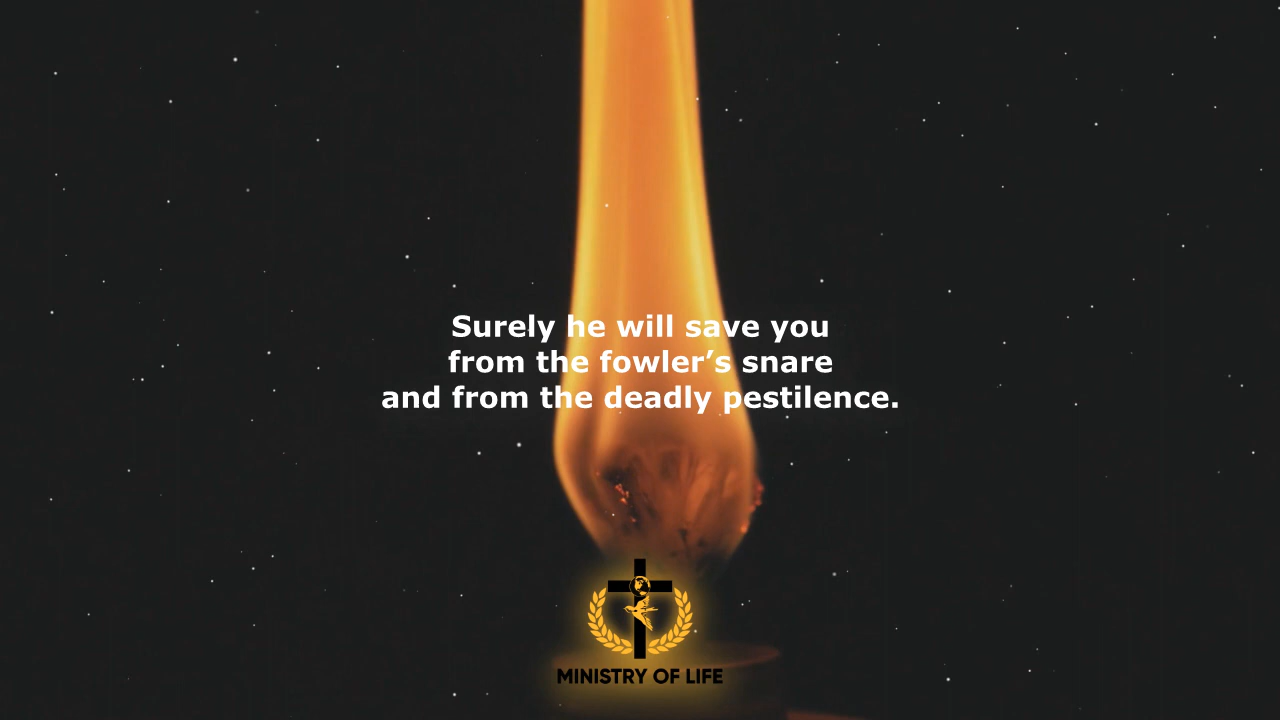 Surely he will save you
from the fowler’s snare
and from the deadly pestilence.
MINISTRY OF LIFE